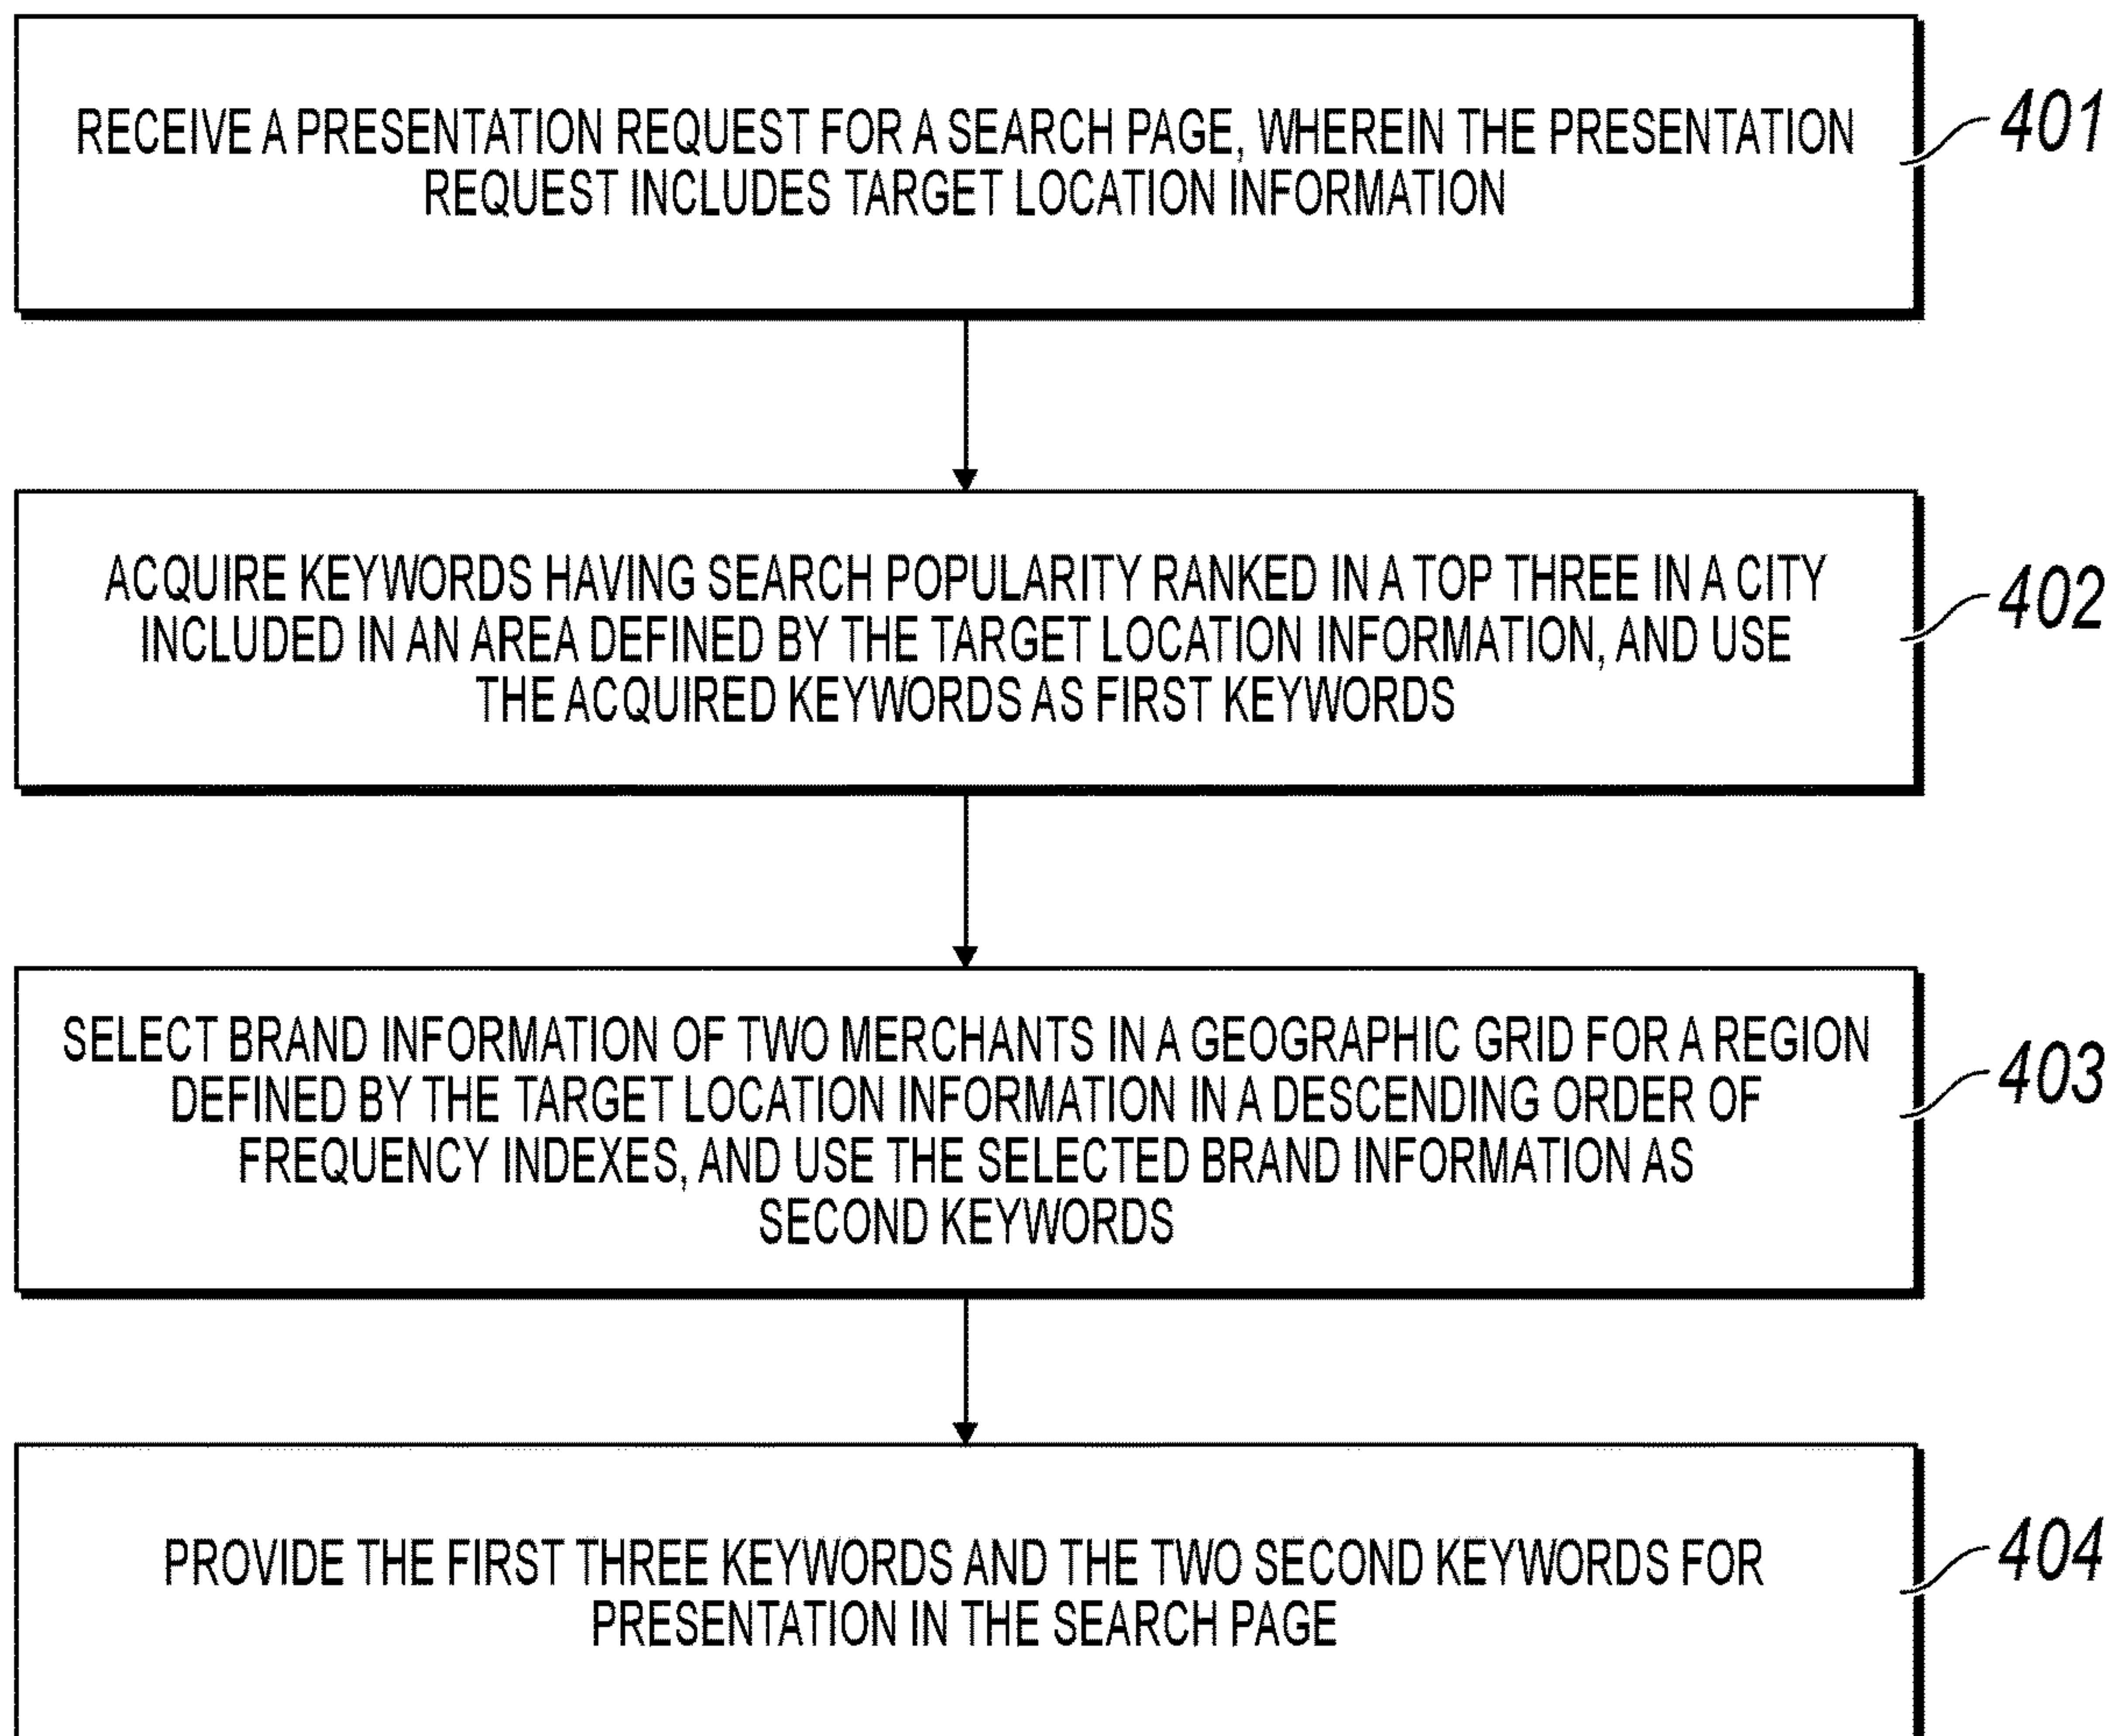 RECEIVE A PRESENTATION REQUEST FOR A SEARCH PAGE, WHEREIN THE PRESENTATION
REQUEST INCLUDES TARGET LOCATION INFORMATION
401
ACQUIRE KEYWORDS HAVING SEARCH POPULARITY RANKED IN A TOP THREE IN A CITY
INCLUDED IN AN AREA DEFINED BY THE TARGET LOCATION INFORMATION, AND USE
THE ACQUIRED KEYWORDS AS FIRST KEYWORDS
402
SELECT BRAND INFORMATION OF TWO MERCHANTS IN A GEOGRAPHIC GRID FOR A REGION
DEFINED BY THE TARGET LOCATION INFORMATION IN A DESCENDING ORDER OF
FREQUENCY INDEXES, AND USE THE SELECTED BRAND INFORMATION AS
SECOND KEYWORDS
403
PROVIDE THE FIRST THREE KEYWORDS AND THE TWO SECOND KEYWORDS FOR
PRESENTATION IN THE SEARCH PAGE
404